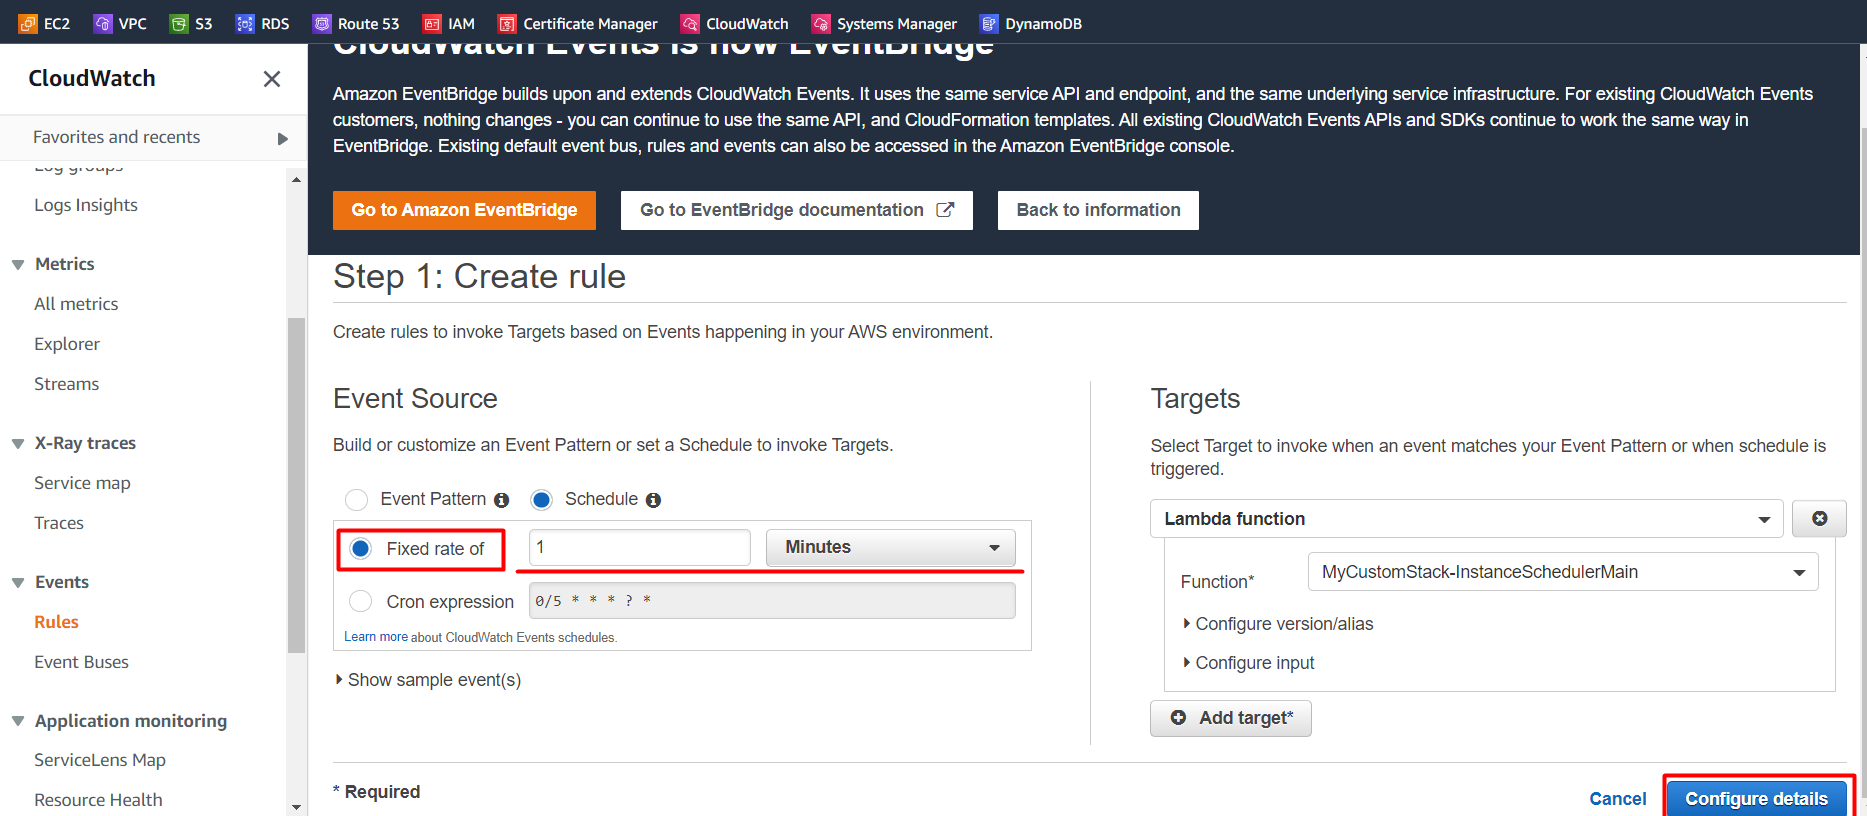 EC2 VPC S3 RDS Route 53 IAM Certificate Manager CloudWatch Systems Manager DynamoDB
CloudWatch
Favorites and recents
Log groups
Logs Insights
Metrics
All metrics
Explorer
Streams
X-Ray traces
Service map
Traces
Events
Rules
Event Buses
Application monitoring
ServiceLens Map
Resource Health
CloudWatch Events is now EventBridge
Amazon EventBridge builds upon and extends CloudWatch Events. It uses the same service API and endpoint, and the same underlying service infrastructure. For existing CloudWatch Events
customers, nothing changes - you can continue to use the same API, and CloudFormation templates. All existing CloudWatch Events APIs and SDKs continue to work the same way in
EventBridge. Existing default event bus, rules and events can also be accessed in the Amazon EventBridge console.
Go to Amazon EventBridge Go to EventBridge documentation Back to information
Step 1: Create rule
Create rules to invoke Targets based on Events happening in your AWS environment.
Event Source
Build or customize an Event Pattern or set a Schedule to invoke Targets.
Event Pattern Schedule
Fixed rate of 1 Minutes
Cron expression 0/5 * * * ? *
Learn more about CloudWatch Events schedules.
Show sample event(s)
Targets
Select Target to invoke when an event matches your Event Pattern or when schedule is
triggered.
Lambda function
Function* MyCustomStack-InstanceSchedulerMain
Configure version/alias
Configure input
Add target*
* Required
Cancel Configure details